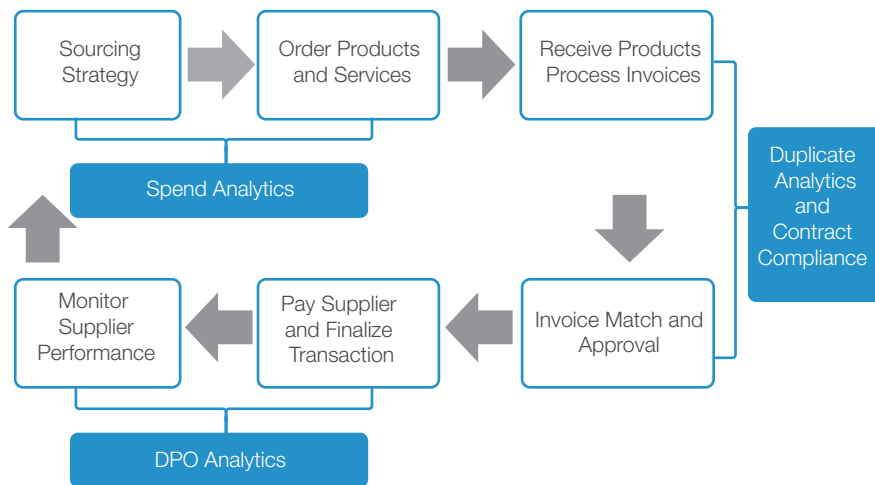 Sourcing
Strategy
Order Products
and Services
Receive Products
Process Invoices
Spend Analytics
Duplicate
Analytics
and
Contract
Compliance
Monitor
Supplier
Performance
Pay Supplier
and Finalize
Transaction
Invoice Match and
Approval
DPO Analytics